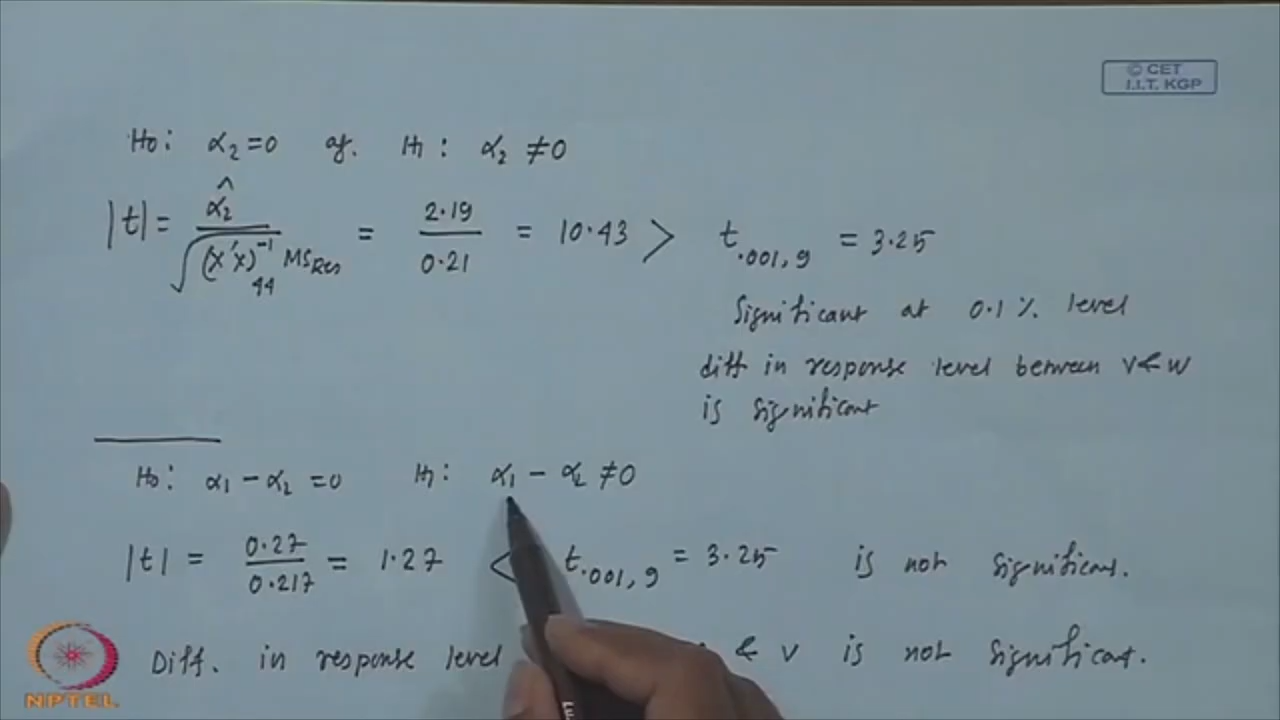 © CET
I.I.T. KGP
H₀: α₂ = 0 ag. H₁: α₂ ≠ 0
|t| = α̂₂ / √((x'x)⁻¹₄₄ MS_Res) = 2.19 / 0.21 = 10.43 > t.₀₀₁,₉ = 3.25
Significant at 0.1 % level
diff in response level between V & W
is significant
H₀: α₁ - α₂ = 0 H₁: α₁ - α₂ ≠ 0
|t| = 0.27 / 0.217 = 1.27 < t.₀₀₁,₉ = 3.25 is not significant.
Diff. in response level & V is not significant.
NPTEL